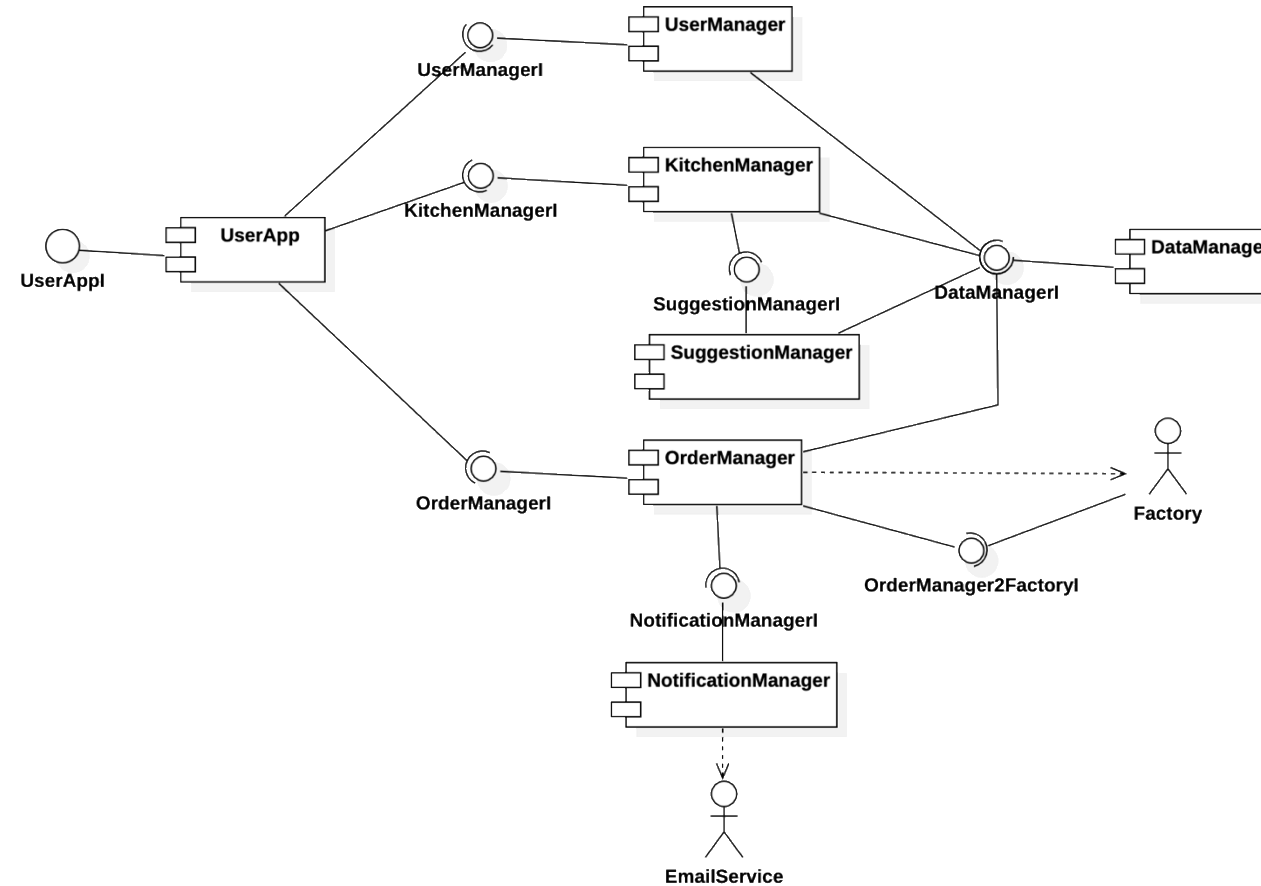 UserManager
UserManagerI
KitchenManager
KitchenManagerI
UserApp
UserAppI
DataManage
DataManagerI
SuggestionManagerI
SuggestionManager
OrderManager
OrderManagerI
Factory
OrderManager2FactoryI
NotificationManagerI
NotificationManager
EmailService